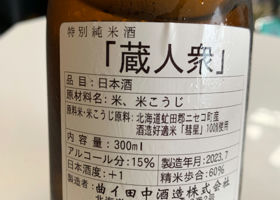 特別純米酒
「蔵人衆」
品目：日本酒
原材料名：米、米こうじ
原料米・米こうじ原料：北海道虻田郡ニセコ町産
酒造好適米「彗星」100%使用
内容量：300ml
アルコール分：15% 製造年月：2023.7
日本酒度：+1 精米歩合：60%
製造者：曲イ田中酒造株式会社